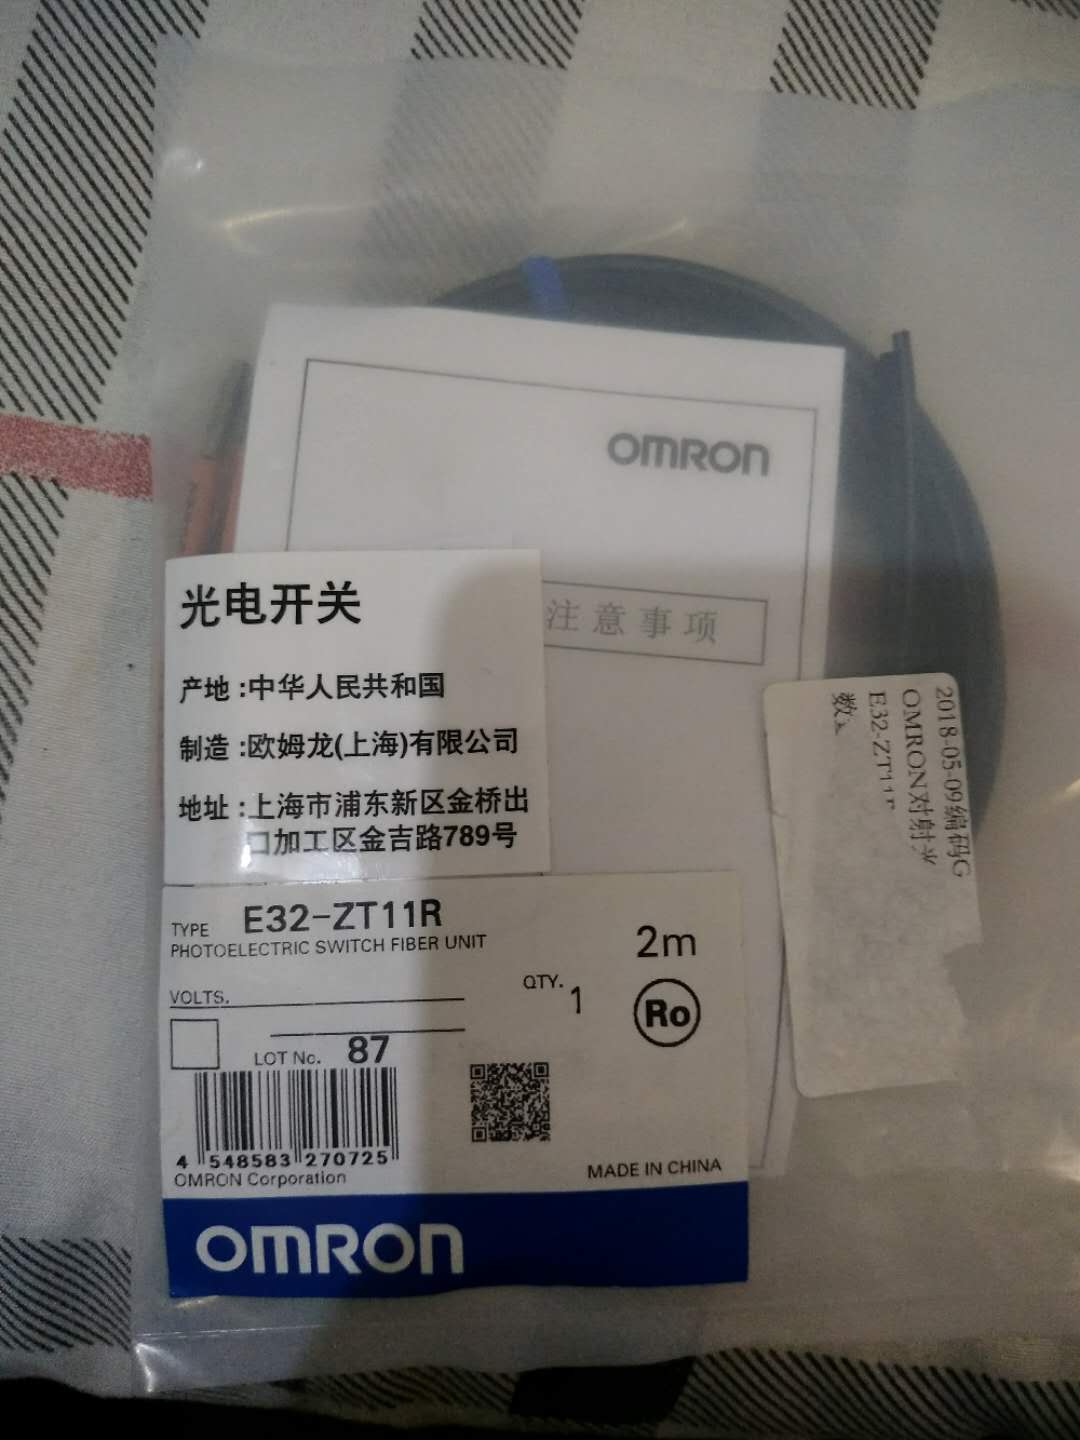 OMRON
注意事项
光电开关
产地:中华人民共和国
制造:欧姆龙(上海)有限公司
地址:上海市浦东新区金桥出
口加工区金吉路789号
2018-05-09编码G
OMRON对射光
E32-ZT11R
数
TYPE E32-ZT11R
PHOTOELECTRIC SWITCH FIBER UNIT
2m
VOLTS.
QTY. 1
Ro
LOT No. 87
4 548583 270725
OMRON Corporation
MADE IN CHINA
OMRON